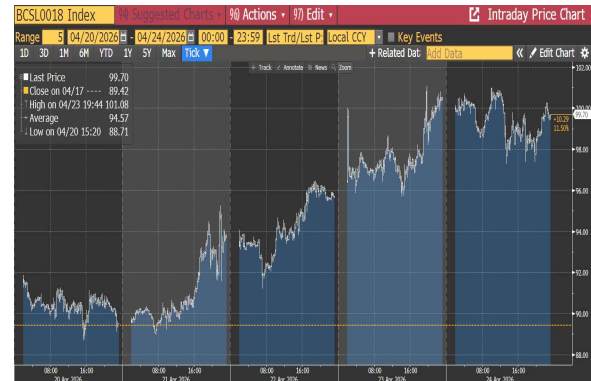 BCSL0018 Index 94) Suggested Charts 96) Actions 97) Edit Intraday Price Chart
Range 5 04/20/2026 - 04/24/2026 00:00 - 23:59 Lst Trd/Lst P: Local CCY Key Events
1D 3D 1M 6M YTD 1Y 5Y Max Tick ▼ + Related Dat Add Data « Edit Chart
+ Track Annotate News Zoom
Last Price 99.70
Close on 04/17 ---- 89.42
High on 04/23 19:44 101.08
Average 94.57
Low on 04/20 15:20 88.71
102.00
100.00
99.70
+10.29
11.50%
98.00
96.00
94.00
92.00
90.00
88.00
08:00 16:00 08:00 16:00 08:00 16:00 08:00 16:00 08:00 16:00
20 Apr 2026 21 Apr 2026 22 Apr 2026 23 Apr 2026 24 Apr 2026